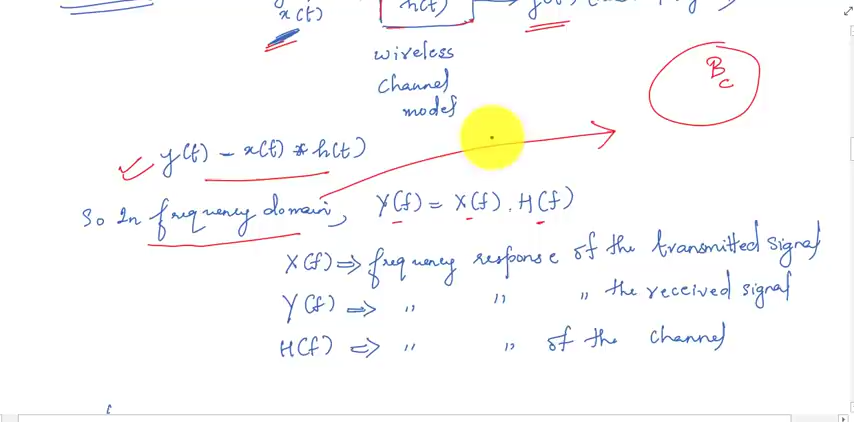 x(t)
h(t)
wireless
channel
model
Bc
y(t) - x(t) * h(t)
So In frequency domain, Y(f) = X(f) . H(f)
X(f) => frequency response of the transmitted signal
Y(f) => " " " the received signal
H(f) => " " of the channel